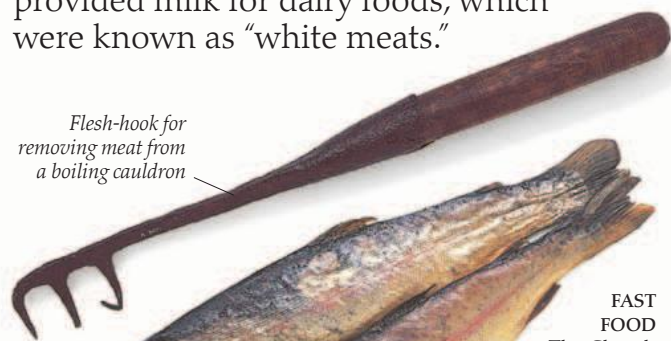 provided milk for dairy foods, which
were known as “white meats.”
Flesh-hook for
removing meat from
a boiling cauldron
FAST
FOOD